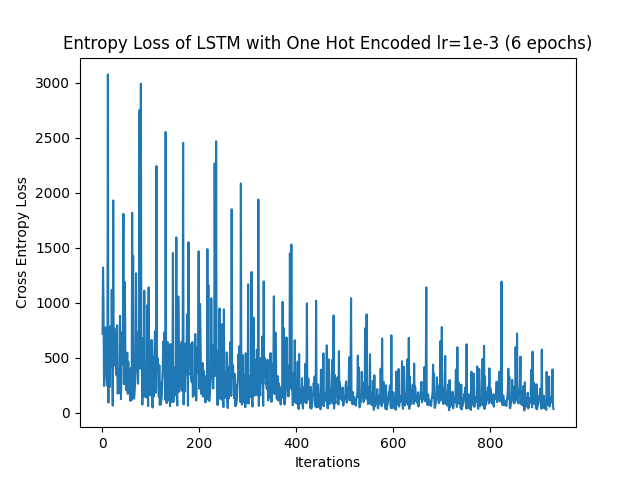 Entropy Loss of LSTM with One Hot Encoded lr=1e-3 (6 epochs)
3000
2500
2000
1500
1000
500
0
Cross Entropy Loss
0 200 400 600 800
Iterations